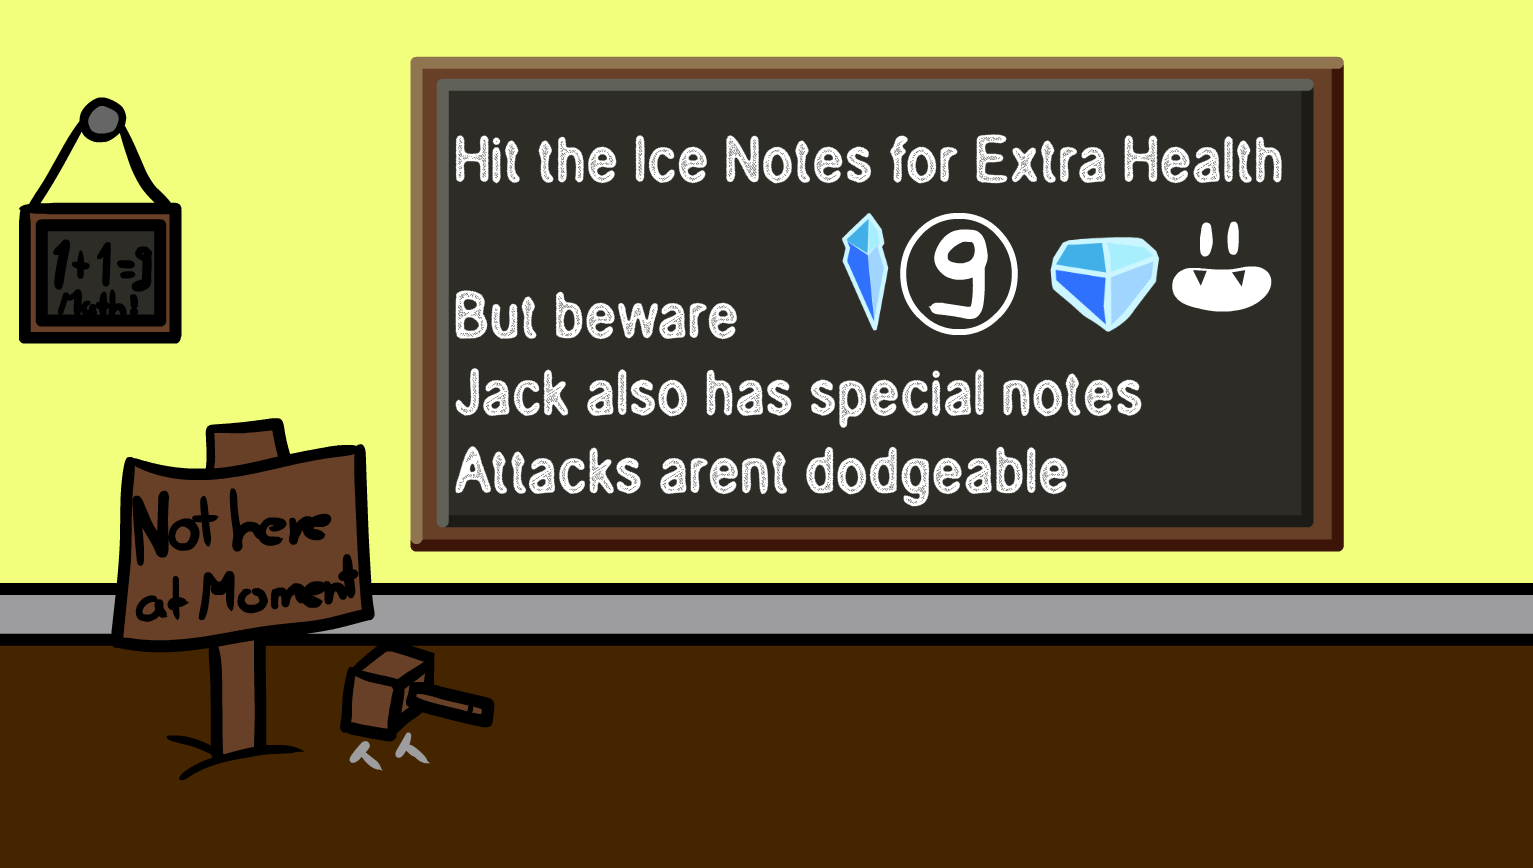 Hit the Ice Notes for Extra Health
9
But beware
Jack also has special notes
Attacks arent dodgeable
1+1=9
Math!
Not here
at Moment